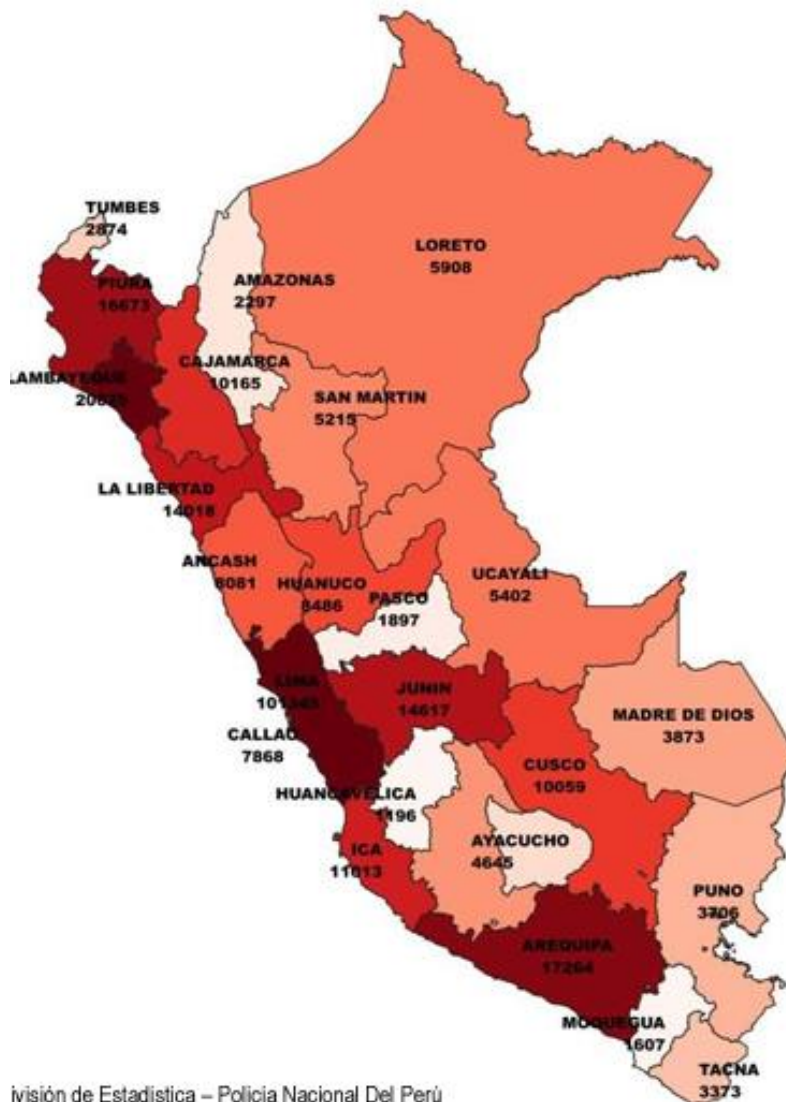 TUMBES
2874
LORETO
5908
PIURA
16673
AMAZONAS
2297
CAJAMARCA
10165
LAMBAYEQUE
SAN MARTIN
5215
LA LIBERTAD
14018
ANCASH
8081
HUANUCO
8486
PASCO
1897
UCAYALI
5402
LIMA
JUNIN
14617
MADRE DE DIOS
3873
CALLAO
7868
CUSCO
10059
HUANCAVELICA
1196
AYACUCHO
4645
ICA
11013
PUNO
3706
AREQUIPA
17264
MOQUEGUA
1607
TACNA
3373
ivisión de Estadística – Policia Nacional Del Perú